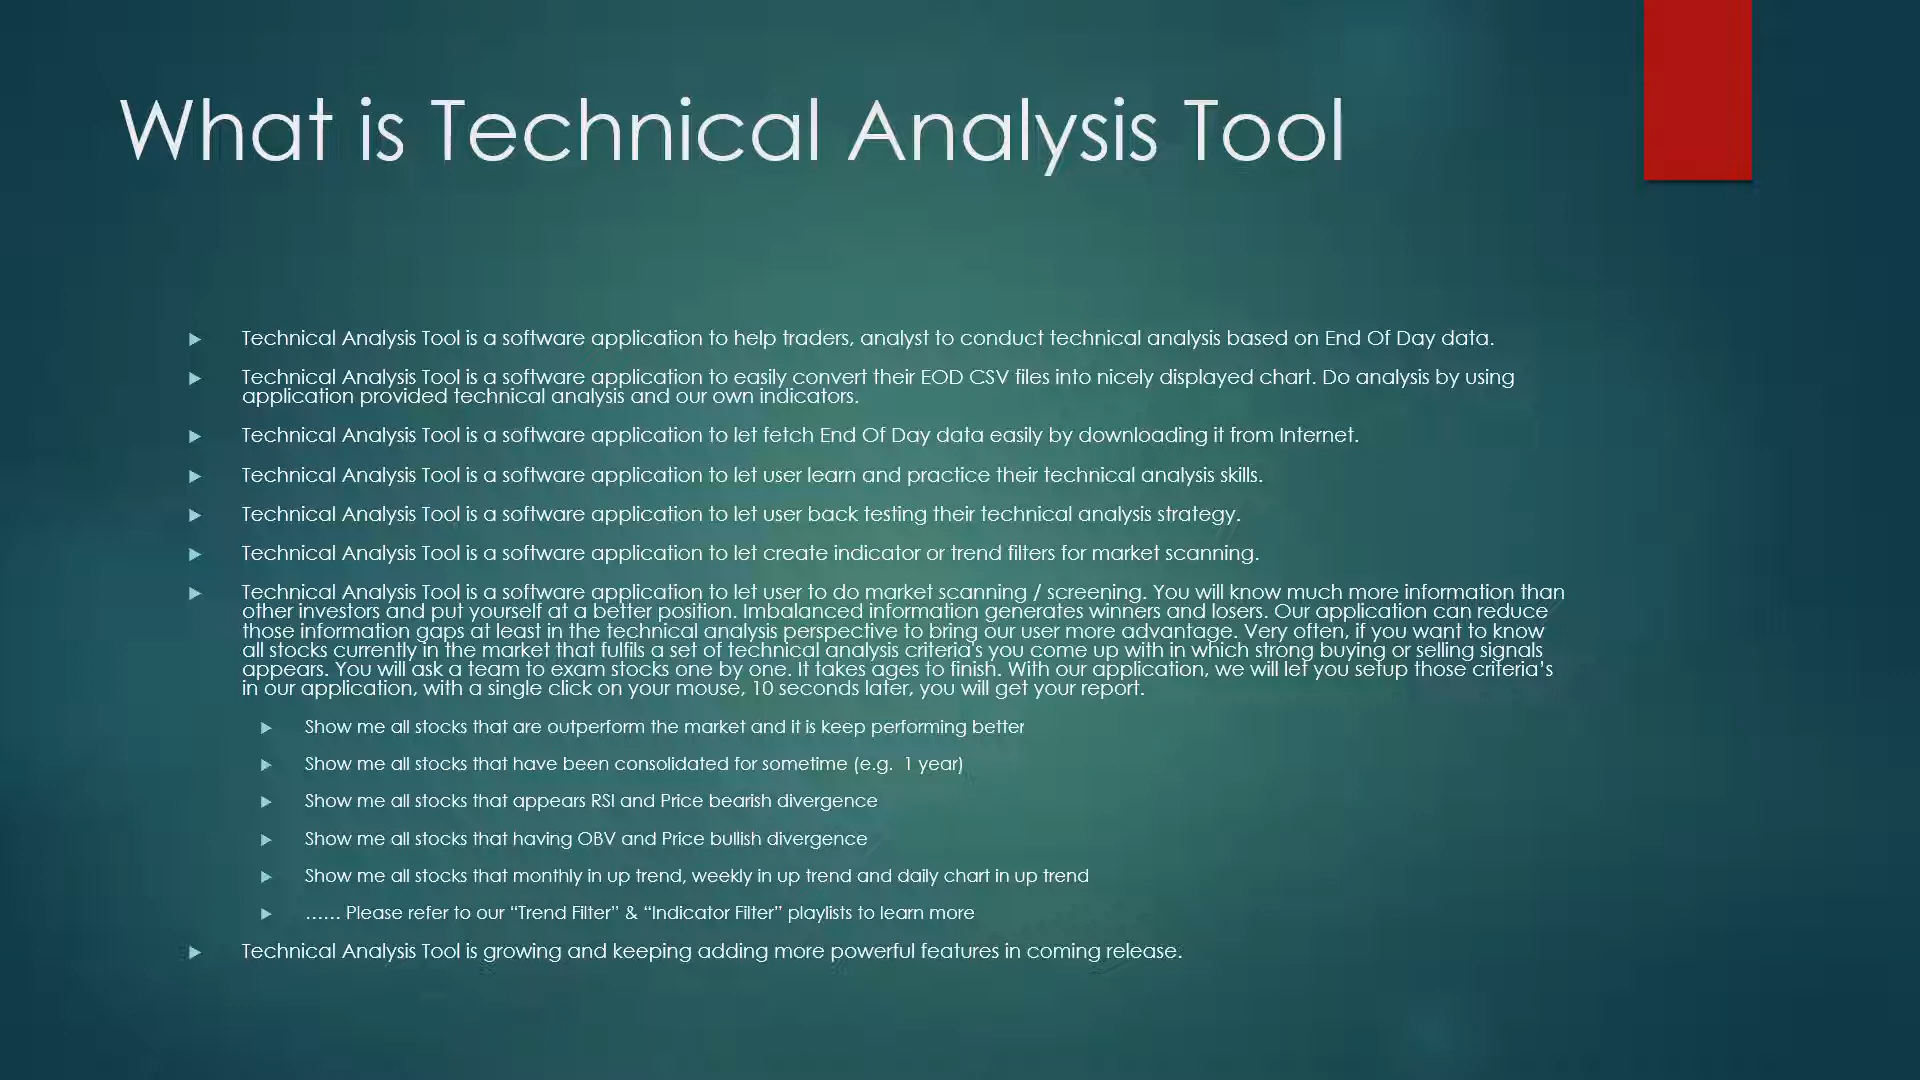 What is Technical Analysis Tool
Technical Analysis Tool is a software application to help traders, analyst to conduct technical analysis based on End Of Day data.
Technical Analysis Tool is a software application to easily convert their EOD CSV files into nicely displayed chart. Do analysis by using
application provided technical analysis and our own indicators.
Technical Analysis Tool is a software application to let fetch End Of Day data easily by downloading it from Internet.
Technical Analysis Tool is a software application to let user learn and practice their technical analysis skills.
Technical Analysis Tool is a software application to let user back testing their technical analysis strategy.
Technical Analysis Tool is a software application to let create indicator or trend filters for market scanning.
Technical Analysis Tool is a software application to let user to do market scanning / screening. You will know much more information than
other investors and put yourself at a better position. Imbalanced information generates winners and losers. Our application can reduce
those information gaps at least in the technical analysis perspective to bring our user more advantage. Very often, if you want to know
all stocks currently in the market that fulfils a set of technical analysis criteria's you come up with in which strong buying or selling signals
appears. You will ask a team to exam stocks one by one. It takes ages to finish. With our application, we will let you setup those criteria’s
in our application, with a single click on your mouse, 10 seconds later, you will get your report.
Show me all stocks that are outperform the market and it is keep performing better
Show me all stocks that have been consolidated for sometime (e.g.  1 year)
Show me all stocks that appears RSI and Price bearish divergence
Show me all stocks that having OBV and Price bullish divergence
Show me all stocks that monthly in up trend, weekly in up trend and daily chart in up trend
…… Please refer to our “Trend Filter” & “Indicator Filter” playlists to learn more
Technical Analysis Tool is growing and keeping adding more powerful features in coming release.